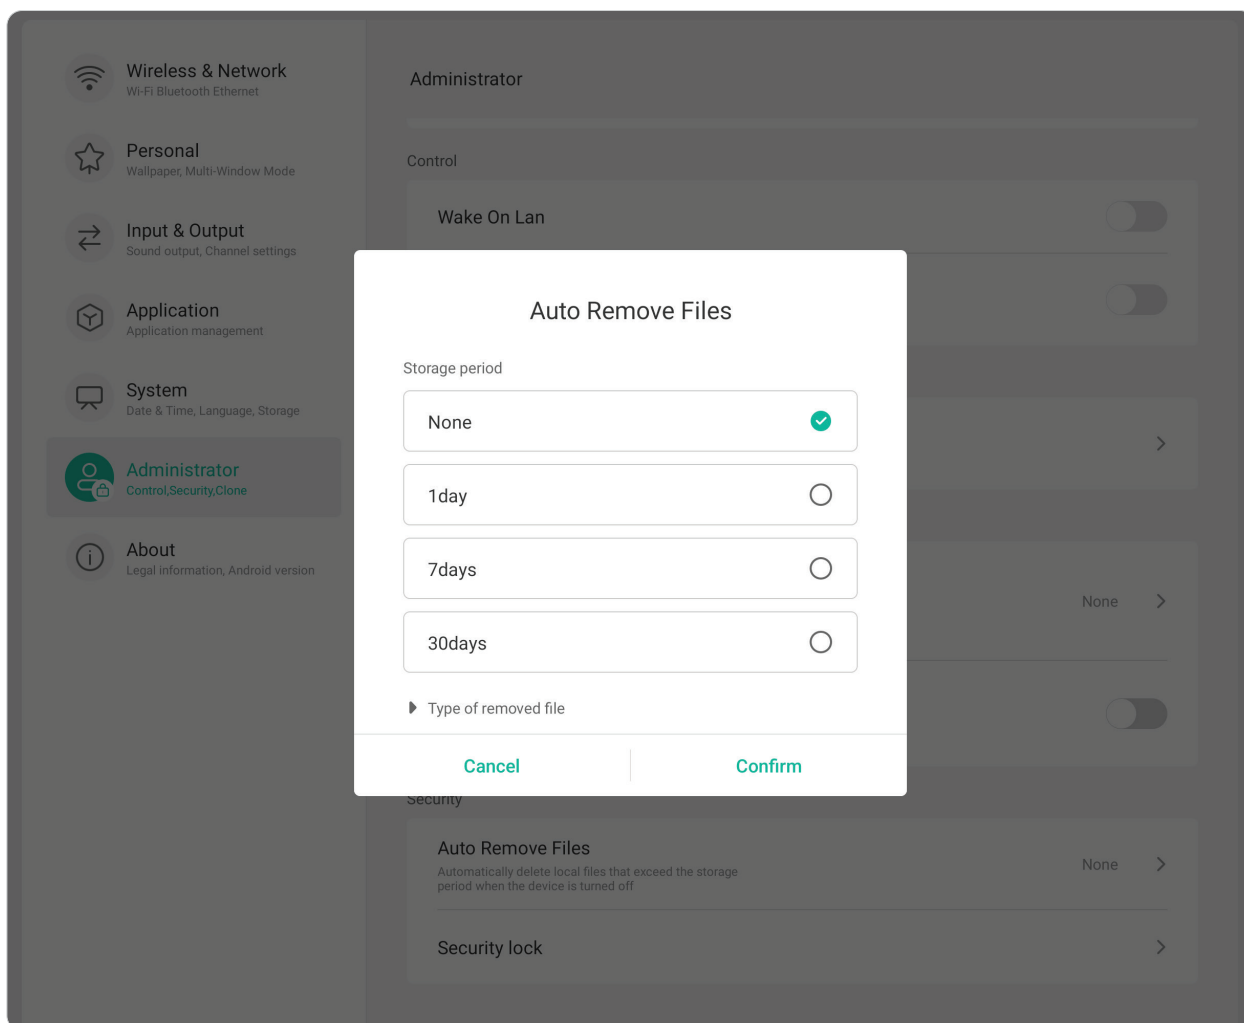 Wireless & Network
Wi-Fi Bluetooth Ethernet
Personal
Wallpaper, Multi-Window Mode
Input & Output
Sound output, Channel settings
Application
Application management
System
Date & Time, Language, Storage
Administrator
Control,Security,Clone
About
Legal information, Android version
Administrator
Control
Wake On Lan
Auto Remove Files
Storage period
None
1day
7days
30days
Type of removed file
Cancel
Confirm
None
Security
Auto Remove Files
Automatically delete local files that exceed the storage
period when the device is turned off
None
Security lock